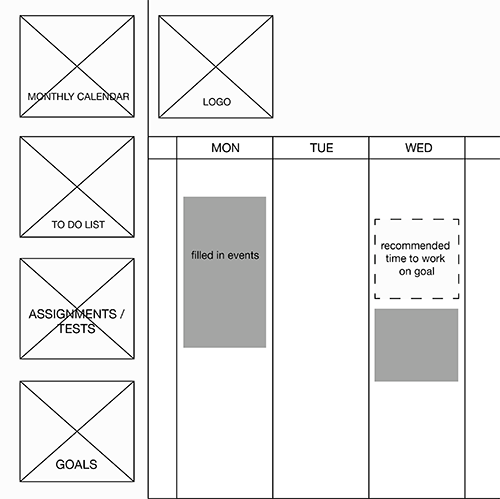 MONTHLY CALENDAR
LOGO
MON
TUE
WED
TO DO LIST
filled in events
recommended
time to work
on goal
ASSIGNMENTS /
TESTS
GOALS